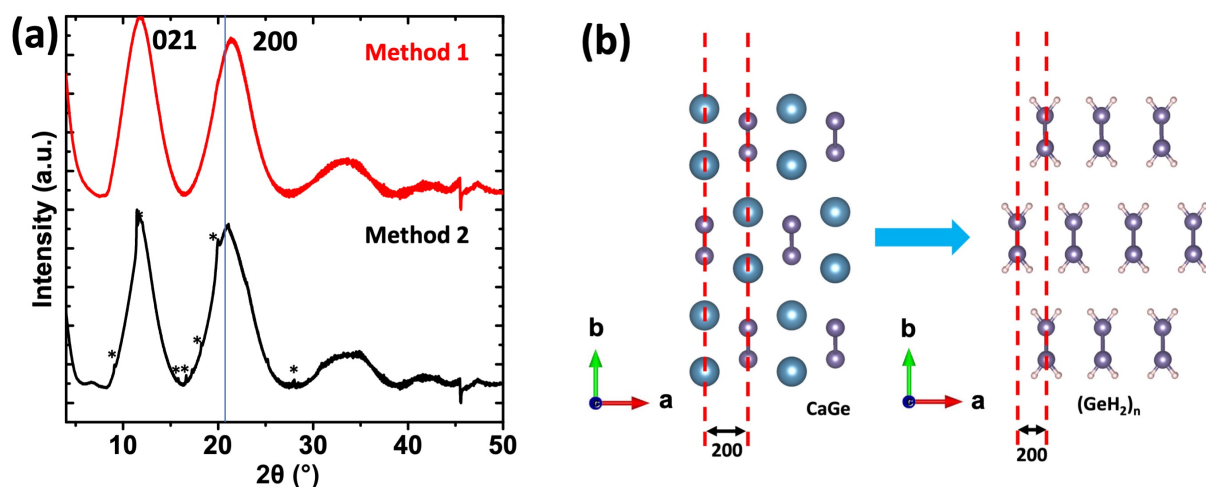 (a)
021
200
Method 1
Method 2
*
*
*
*
**
*
Intensity (a.u.)
10
20
30
40
50
2θ (°)
(b)
b
a
CaGe
200
b
a
(GeH₂)ₙ
200